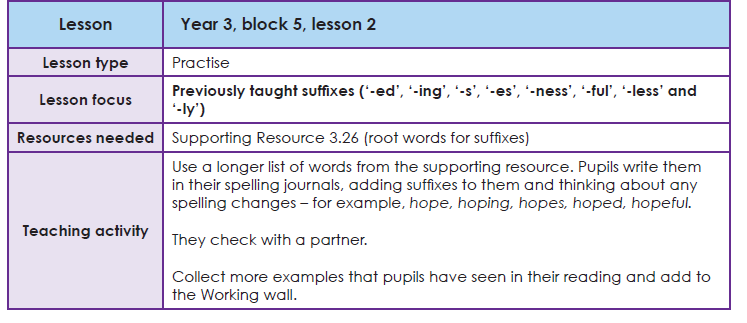 Lesson Year 3, block 5, lesson 2
Lesson type Practise
Lesson focus Previously taught suffixes (‘-ed’, ‘-ing’, ‘-s’, ‘-es’, ‘-ness’, ‘-ful’, ‘-less’ and
‘-ly’)
Resources needed Supporting Resource 3.26 (root words for suffixes)
Teaching activity
Use a longer list of words from the supporting resource. Pupils write them
in their spelling journals, adding suffixes to them and thinking about any
spelling changes – for example, hope, hoping, hopes, hoped, hopeful.
They check with a partner.
Collect more examples that pupils have seen in their reading and add to
the Working wall.